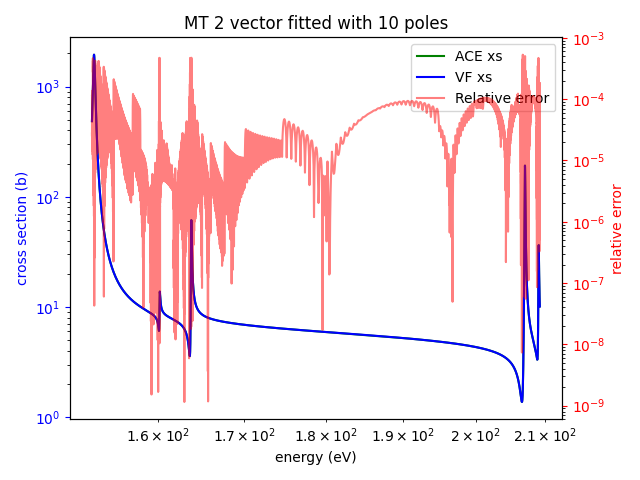 MT 2 vector fitted with 10 poles
ACE xs
VF xs
Relative error
cross section (b)
10³
10²
10¹
10⁰
10⁻³
10⁻⁴
10⁻⁵
10⁻⁶
10⁻⁷
10⁻⁸
10⁻⁹
relative error
1.6 × 10² 1.7 × 10² 1.8 × 10² 1.9 × 10² 2 × 10² 2.1 × 10²
energy (eV)